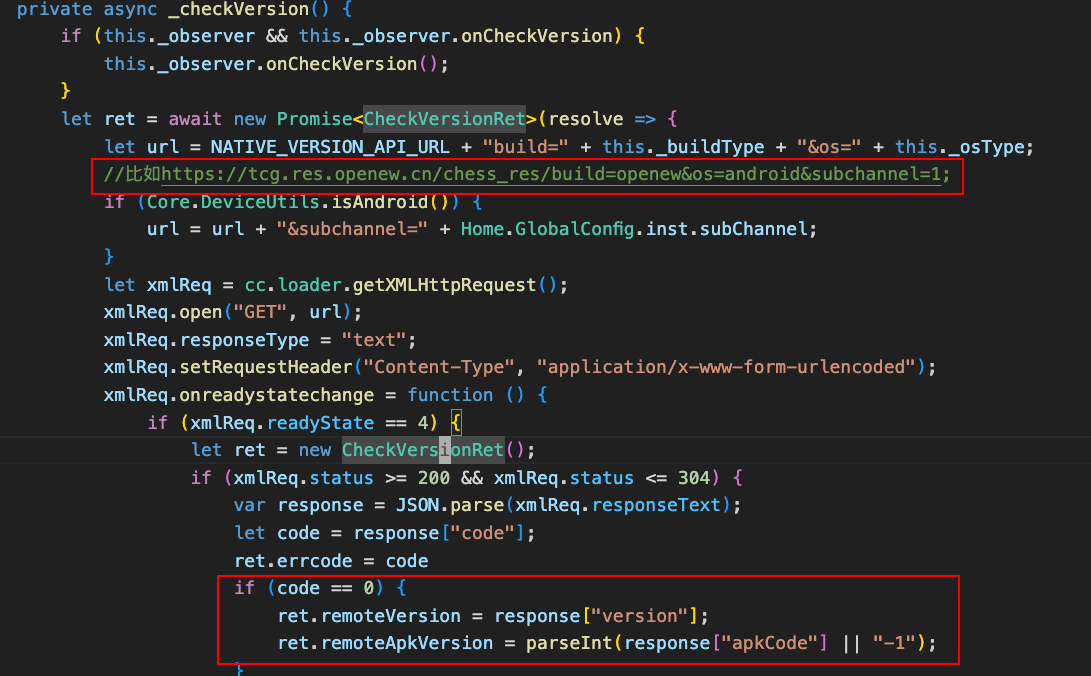 private async _checkVersion() {
if (this._observer && this._observer.onCheckVersion) {
this._observer.onCheckVersion();
}
let ret = await new Promise<CheckVersionRet>(resolve => {
let url = NATIVE_VERSION_API_URL + "build=" + this._buildType + "&os=" + this._osType;
//比如https://tcg.res.openew.cn/chess_res/build=openew&os=android&subchannel=1;
if (Core.DeviceUtils.isAndroid()) {
url = url + "&subchannel=" + Home.GlobalConfig.inst.subChannel;
}
let xmlReq = cc.loader.getXMLHttpRequest();
xmlReq.open("GET", url);
xmlReq.responseType = "text";
xmlReq.setRequestHeader("Content-Type", "application/x-www-form-urlencoded");
xmlReq.onreadystatechange = function () {
if (xmlReq.readyState == 4) {
let ret = new CheckVersionRet();
if (xmlReq.status >= 200 && xmlReq.status <= 304) {
var response = JSON.parse(xmlReq.responseText);
let code = response["code"];
ret.errcode = code
if (code == 0) {
ret.remoteVersion = response["version"];
ret.remoteApkVersion = parseInt(response["apkCode"] || "-1");
}